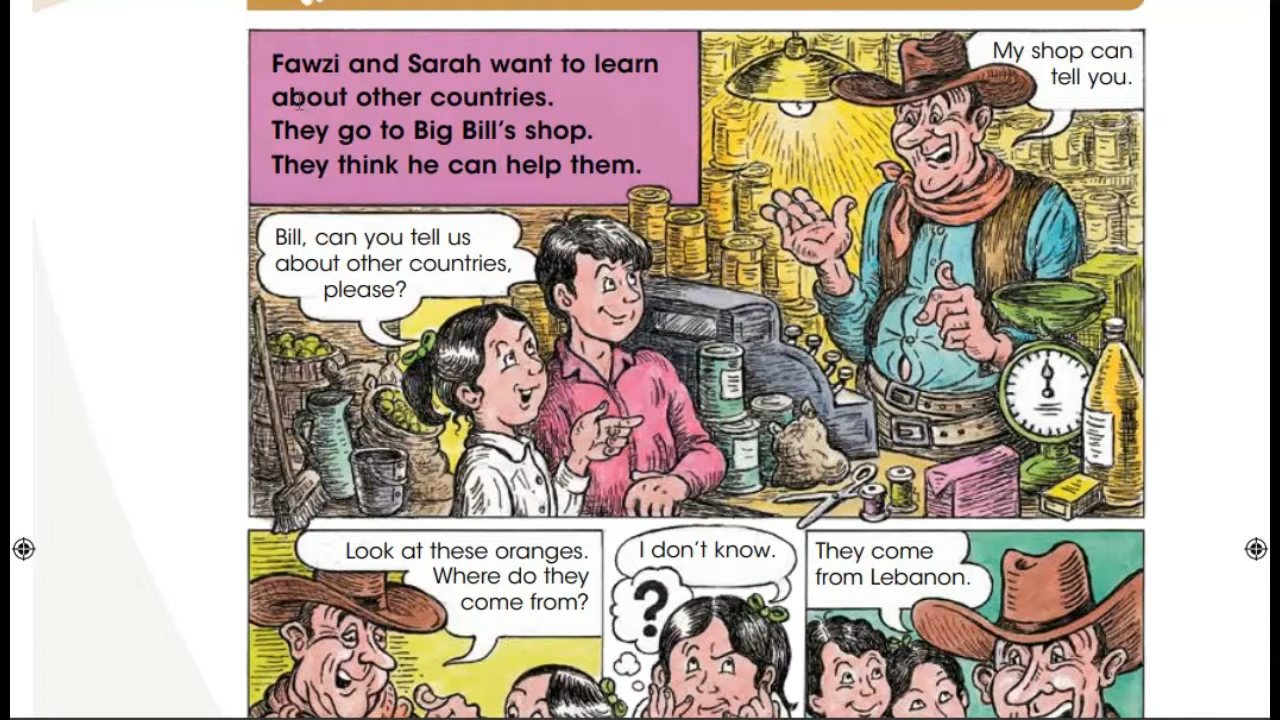 Fawzi and Sarah want to learn
about other countries.
They go to Big Bill's shop.
They think he can help them.
My shop can
tell you.
Bill, can you tell us
about other countries,
please?
Look at these oranges.
Where do they
come from?
I don't know.
?
They come
from Lebanon.